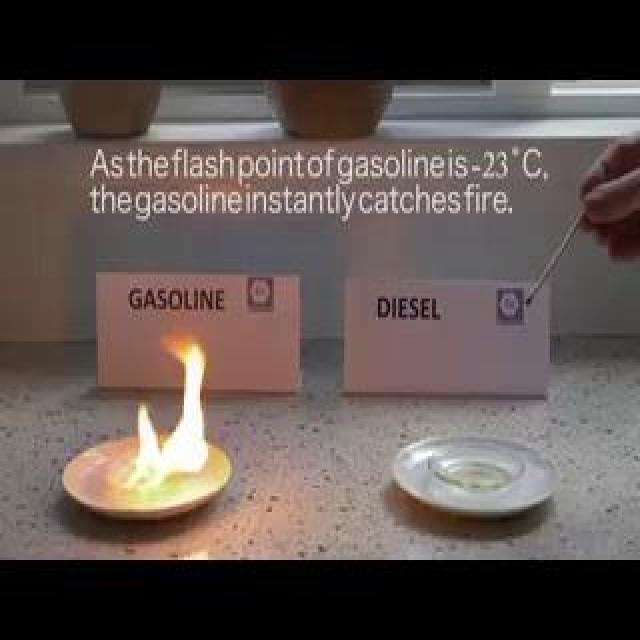 As the flash point of gasoline is -23°C,
the gasoline instantly catches fire.
GASOLINE
DIESEL